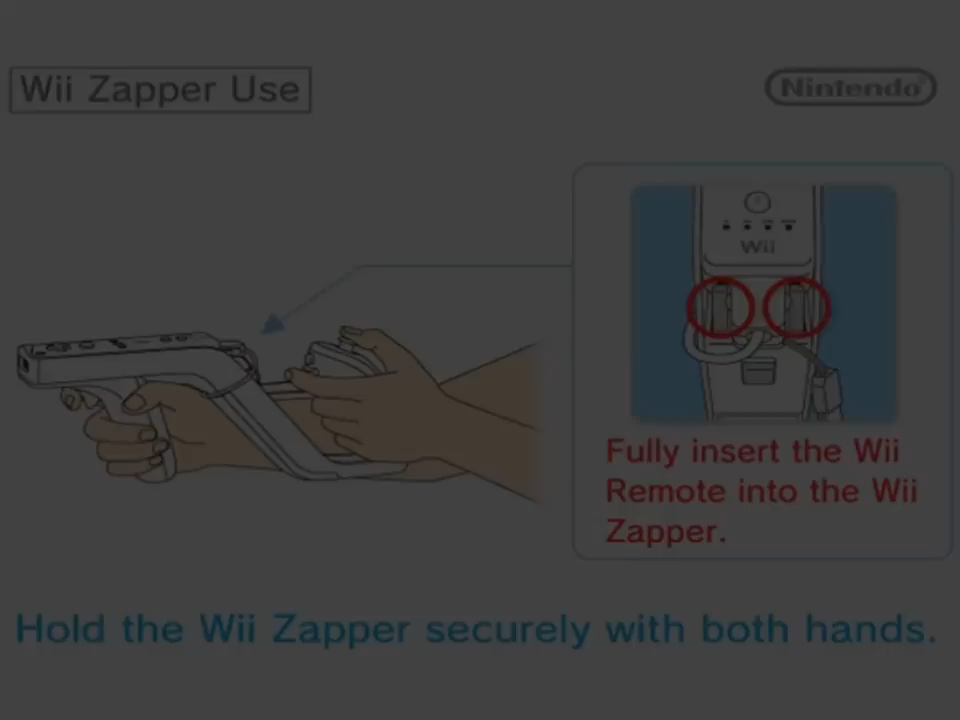 Wii Zapper Use
Nintendo®
Wii
Fully insert the Wii
Remote into the Wii
Zapper.
Hold the Wii Zapper securely with both hands.